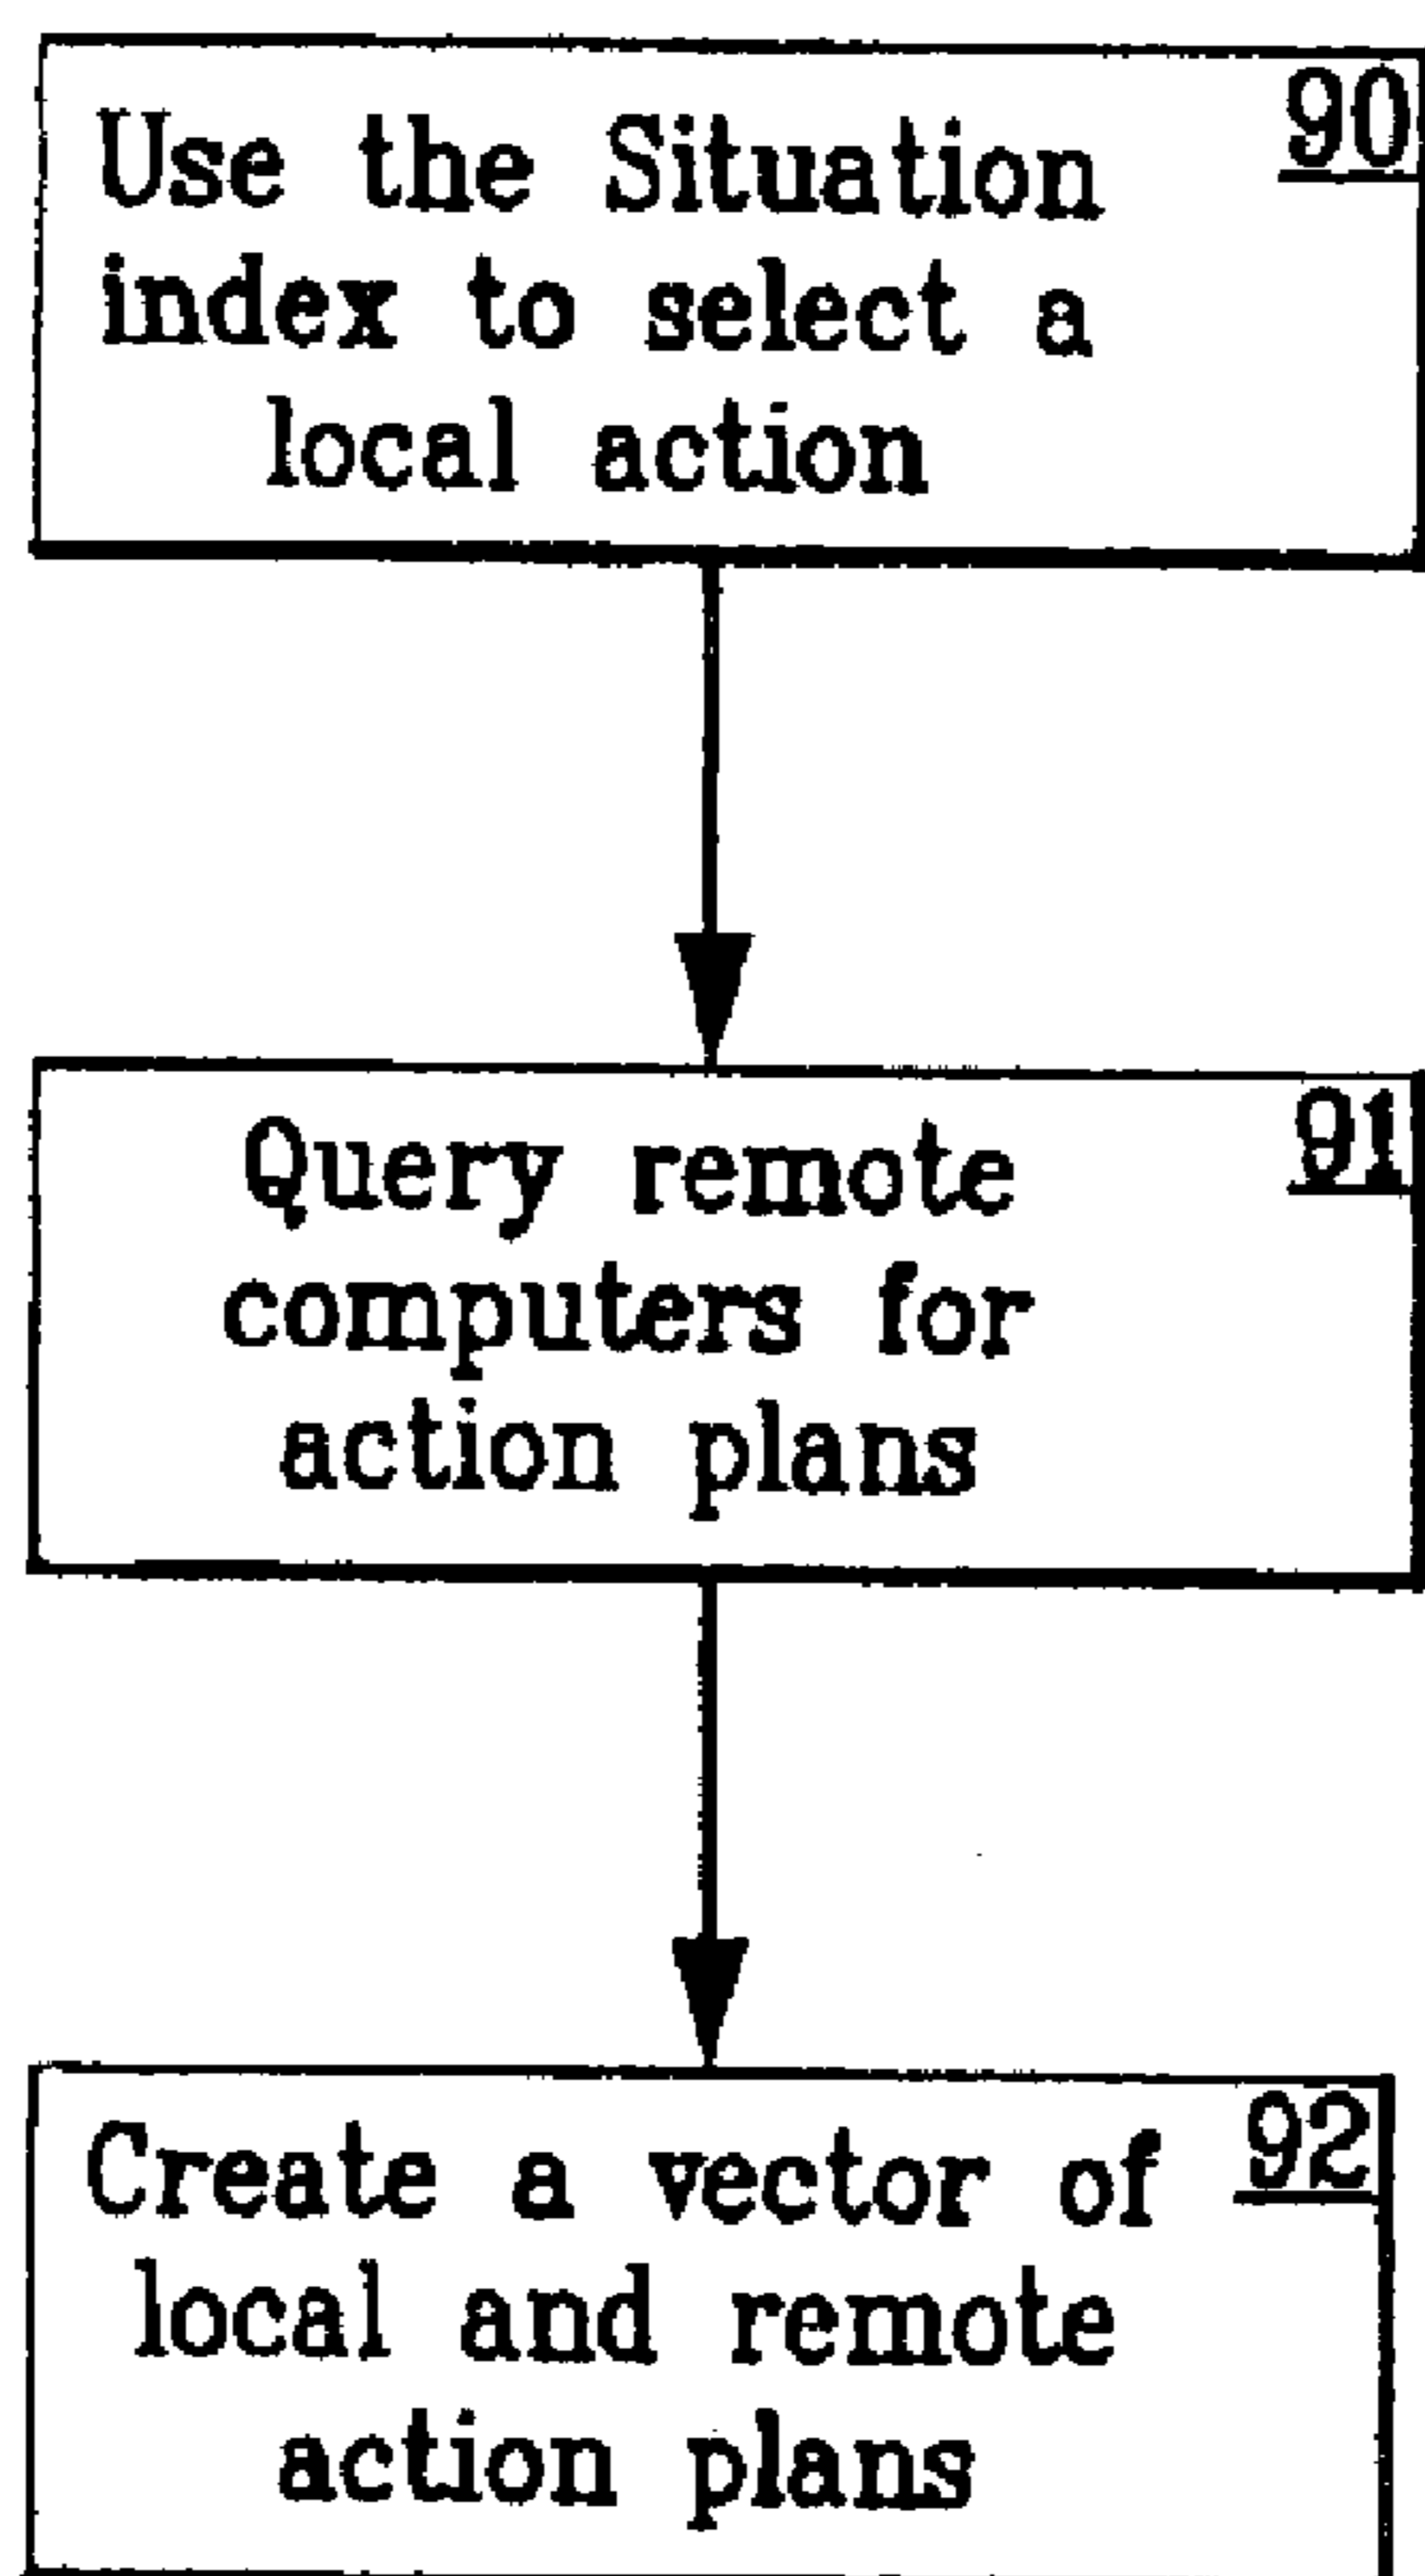 Use the Situation 90
index to select a
local action
Query remote 91
computers for
action plans
Create a vector of 92
local and remote
action plans